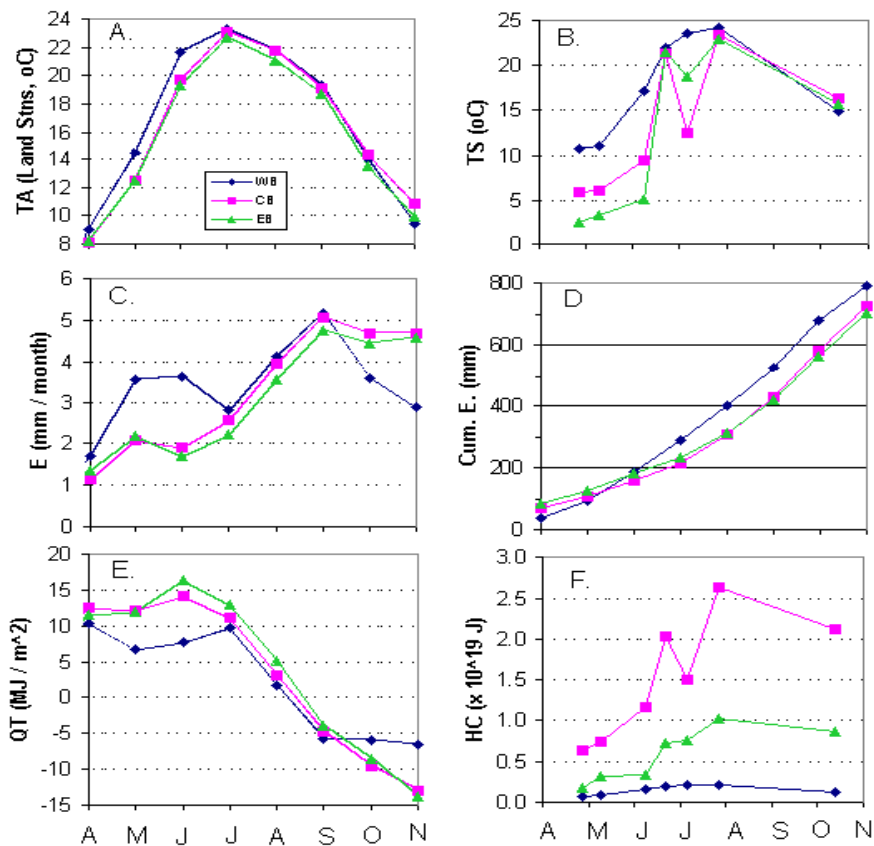 A.
TA (Land Stns, oC)
24
22
20
18
16
14
12
10
8
WB
CB
EB
B.
TS (oC)
25
20
15
10
5
0
C.
E (mm / month)
6
5
4
3
2
1
0
D
Cum. E. (mm)
800
600
400
200
0
E.
QT (MJ / m^2)
20
15
10
5
0
-5
-10
-15
A M J J A S O N
F.
HC (x 10^19 J)
3.0
2.5
2.0
1.5
1.0
0.5
0.0
A M J J A S O N